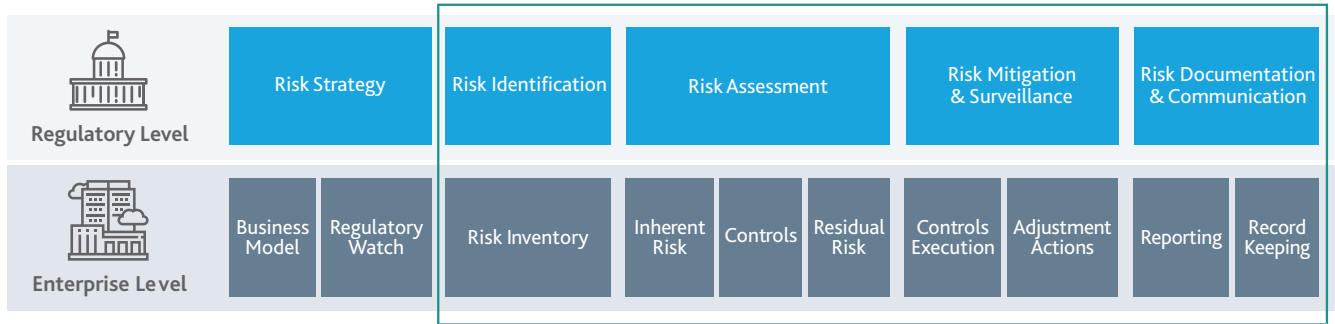 Risk Strategy
Risk Identification
Risk Assessment
Risk Mitigation
& Surveillance
Risk Documentation
& Communication
Regulatory Level
Business
Model
Regulatory
Watch
Risk Inventory
Inherent
Risk
Controls
Residual
Risk
Controls
Execution
Adjustment
Actions
Reporting
Record
Keeping
Enterprise Level